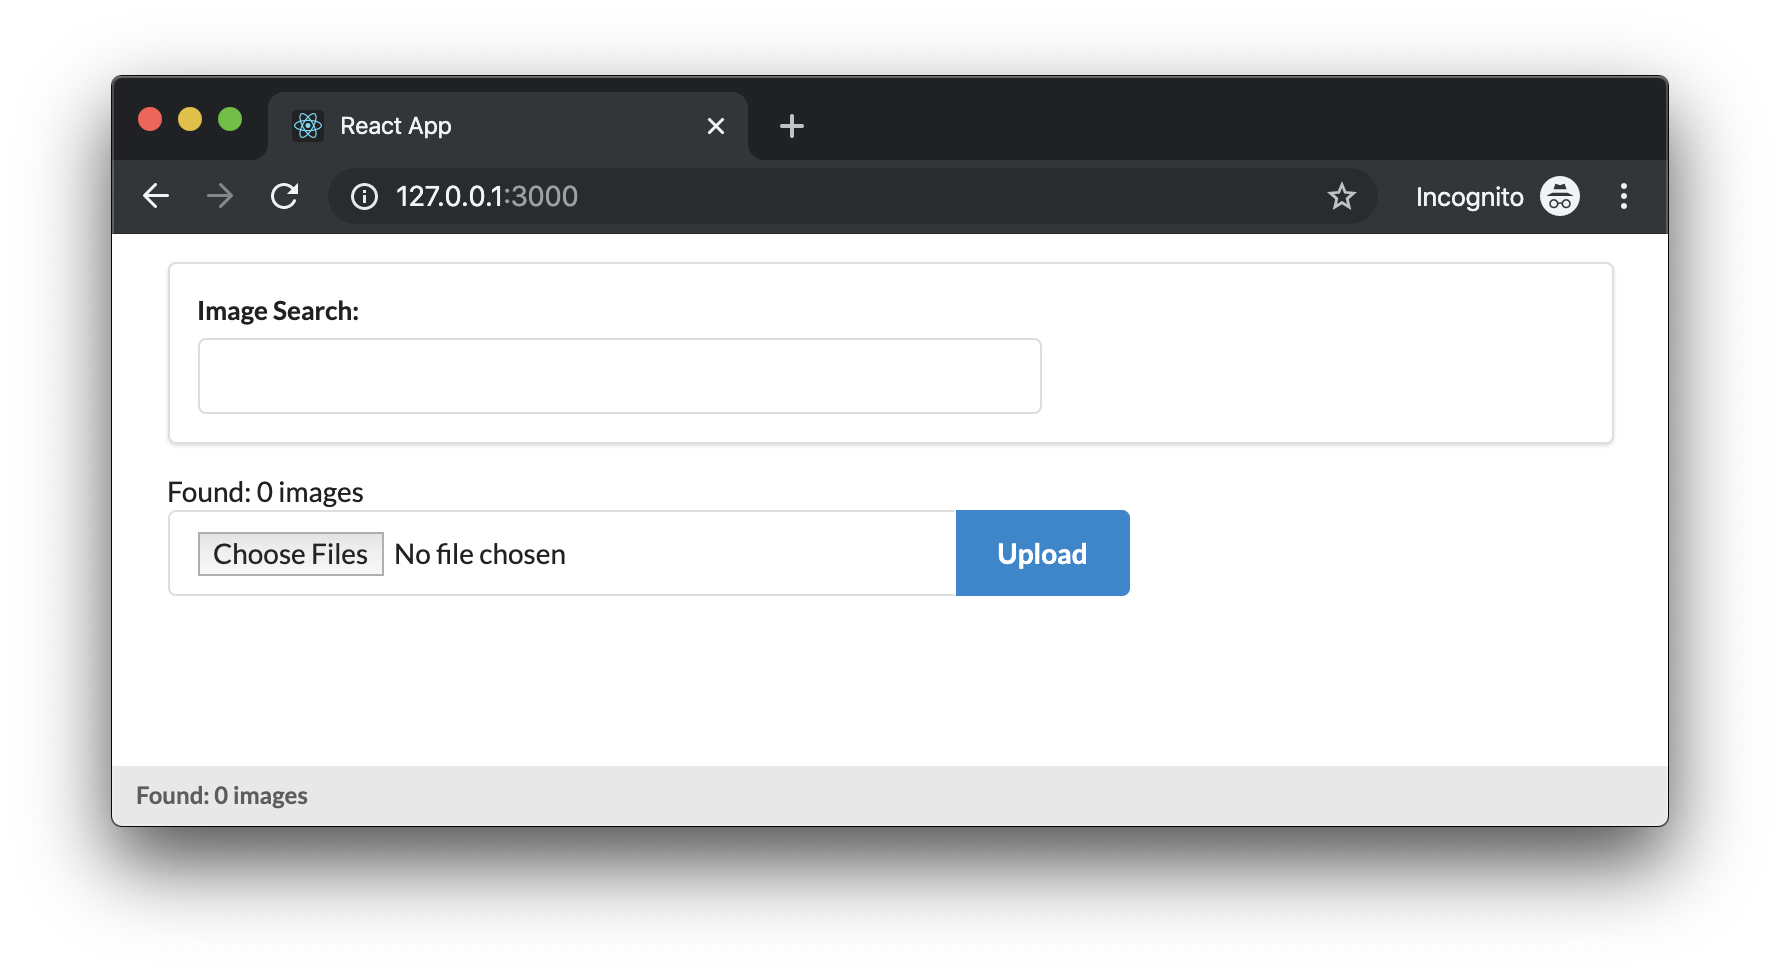 React App
127.0.0.1:3000
Incognito
Image Search:
Found: 0 images
Choose Files No file chosen Upload
Found: 0 images